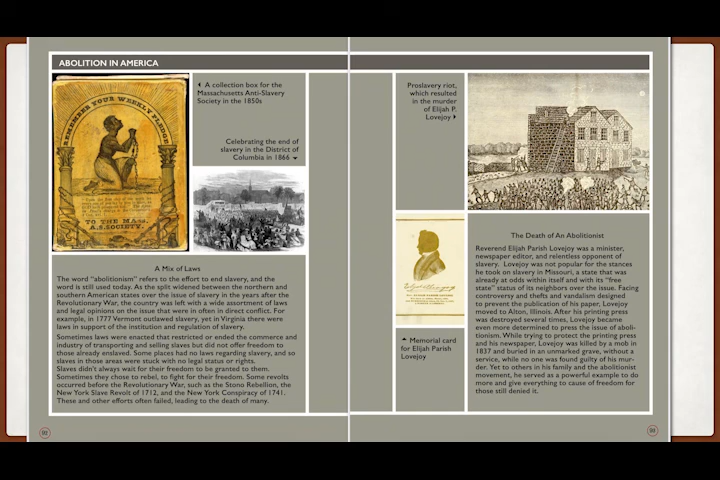 ABOLITION IN AMERICA
REMEMBER YOUR WEEKLY PLEDGE
TO THE MASS.
A.S. SOCIETY.
A collection box for the
Massachusetts Anti-Slavery
Society in the 1850s
Celebrating the end of
slavery in the District of
Columbia in 1866
A Mix of Laws
The word “abolitionism” refers to the effort to end slavery, and the
word is still used today. As the split widened between the northern and
southern American states over the issue of slavery in the years after the
Revolutionary War, the country was left with a wide assortment of laws
and legal opinions on the issue that were in often in direct conflict. For
example, in 1777 Vermont outlawed slavery, yet in Virginia there were
laws in support of the institution and regulation of slavery.
Sometimes laws were enacted that restricted or ended the commerce and
industry of transporting and selling slaves but did not offer freedom to
those already enslaved. Some places had no laws regarding slavery, and so
slaves in those areas were stuck with no legal status or rights.
Slaves didn’t always wait for their freedom to be granted to them.
Sometimes they chose to rebel, to fight for their freedom. Some revolts
occurred before the Revolutionary War, such as the Stono Rebellion, the
New York Slave Revolt of 1712, and the New York Conspiracy of 1741.
These and other efforts often failed, leading to the death of many.
Proslavery riot,
which resulted
in the murder
of Elijah P.
Lovejoy
Memorial card
for Elijah Parish
Lovejoy
The Death of An Abolitionist
Reverend Elijah Parish Lovejoy was a minister,
newspaper editor, and relentless opponent of
slavery. Lovejoy was not popular for the stances
he took on slavery in Missouri, a state that was
already at odds within itself and with its “free
state” status of its neighbors over the issue. Facing
controversy and thefts and vandalism designed
to prevent the publication of his paper, Lovejoy
moved to Alton, Illinois. After his printing press
was destroyed several times, Lovejoy became
even more determined to press the issue of aboli-
tionism. While trying to protect the printing press
and his newspaper, Lovejoy was killed by a mob in
1837 and buried in an unmarked grave, without a
service, while no one was found guilty of his mur-
der. Yet to others in his family and the abolitionist
movement, he served as a powerful example to do
more and give everything to cause of freedom for
those still denied it.